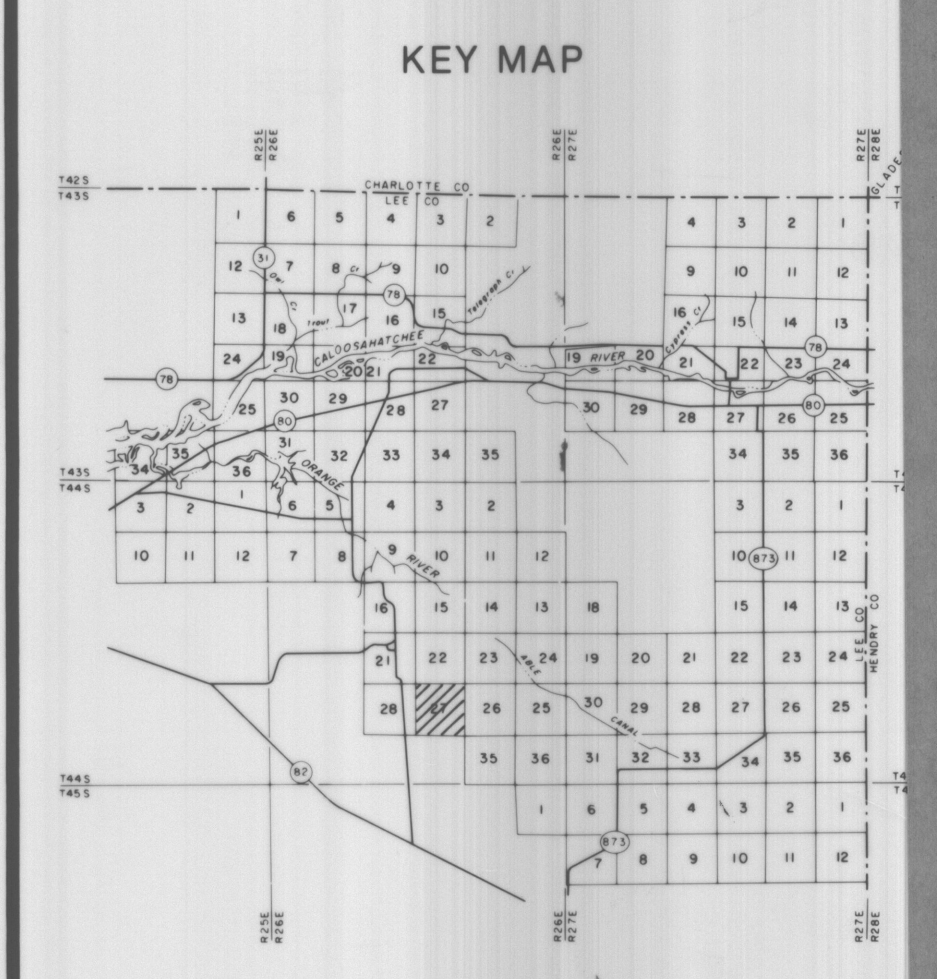 KEY MAP
R25E R26E R26E R27E R27E R28E
T42S CHARLOTTE CO GLADE
T43S LEE CO T
1 6 5 4 3 2 4 3 2 1
31
12 7 8 Cr 9 10 9 10 11 12
Owl Cr 78 Telegraph Cr
13 18 Trout 17 16 15 16 Cypress Cr 15 14 13
24 19 CALOOSAHATCHEE 20 21 22 19 RIVER 20 21 22 23 78 24
78
25 30 29 28 27 30 29 28 27 26 80 25
80
34 35 36 31 32 33 34 35 34 35 36
ORANGE
T43S T4
T44S T4
3 2 1 6 5 4 3 2 3 2 1
10 11 12 7 8 9 10 11 12 10 873 11 12
RIVER
16 15 14 13 18 15 14 13
LEE CO
HENDRY CO
21 22 23 24 19 20 21 22 23 24
ABLE
28 27 26 25 30 29 28 27 26 25
CANAL
35 36 31 32 33 34 35 36
82
T44S T4
T45S T4
1 6 5 4 3 2 1
873
7 8 9 10 11 12
R25E R26E R26E R27E R27E R28E